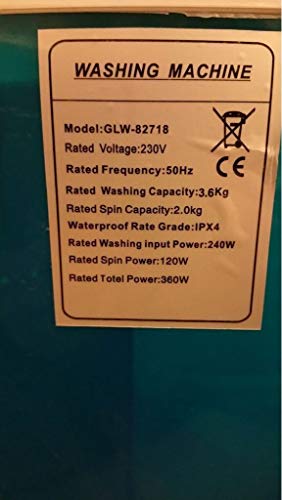 WASHING MACHINE
Model:GLW-82718
Rated Voltage:230V
Rated Frequency:50Hz
CE
Rated Washing Capacity:3.6Kg
Rated Spin Capacity:2.0kg
Waterproof Rate Grade:IPX4
Rated Washing input Power:240W
Rated Spin Power:120W
Rated Totel Power:360W